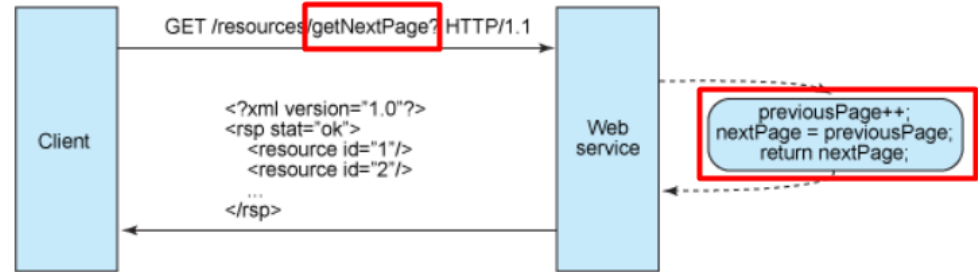 GET /resources/getNextPage? HTTP/1.1
Client
<?xml version="1.0"?>
<rsp stat="ok">
<resource id="1"/>
<resource id="2"/>
...
</rsp>
Web
service
previousPage++;
nextPage = previousPage;
return nextPage;